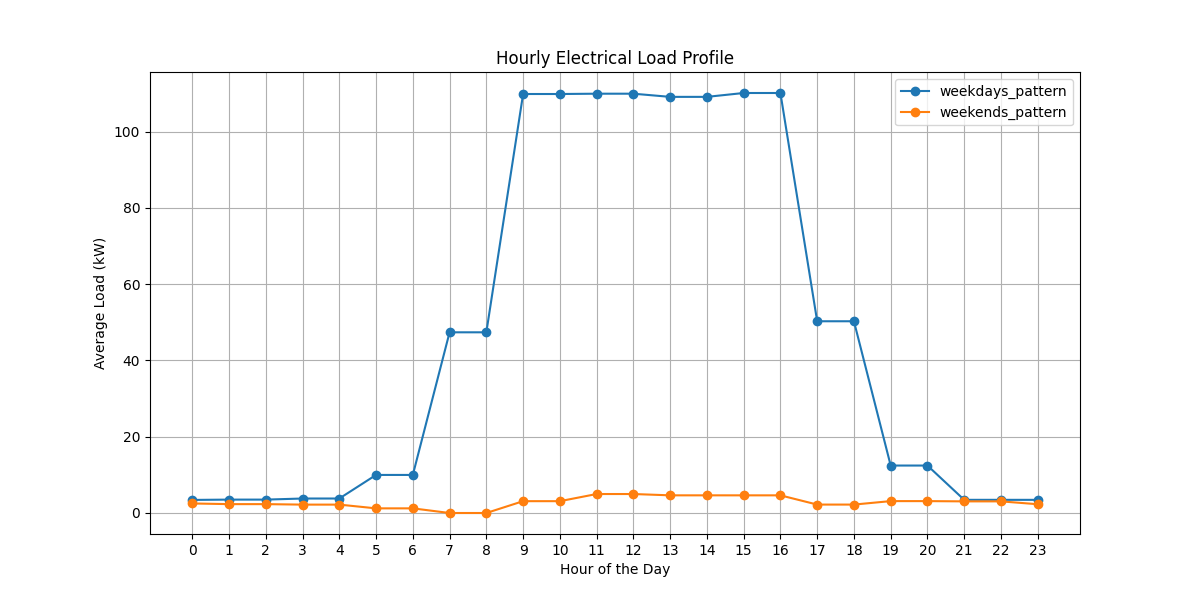 Hourly Electrical Load Profile
weekdays_pattern
weekends_pattern
Average Load (kW)
100
80
60
40
20
0
0 1 2 3 4 5 6 7 8 9 10 11 12 13 14 15 16 17 18 19 20 21 22 23
Hour of the Day